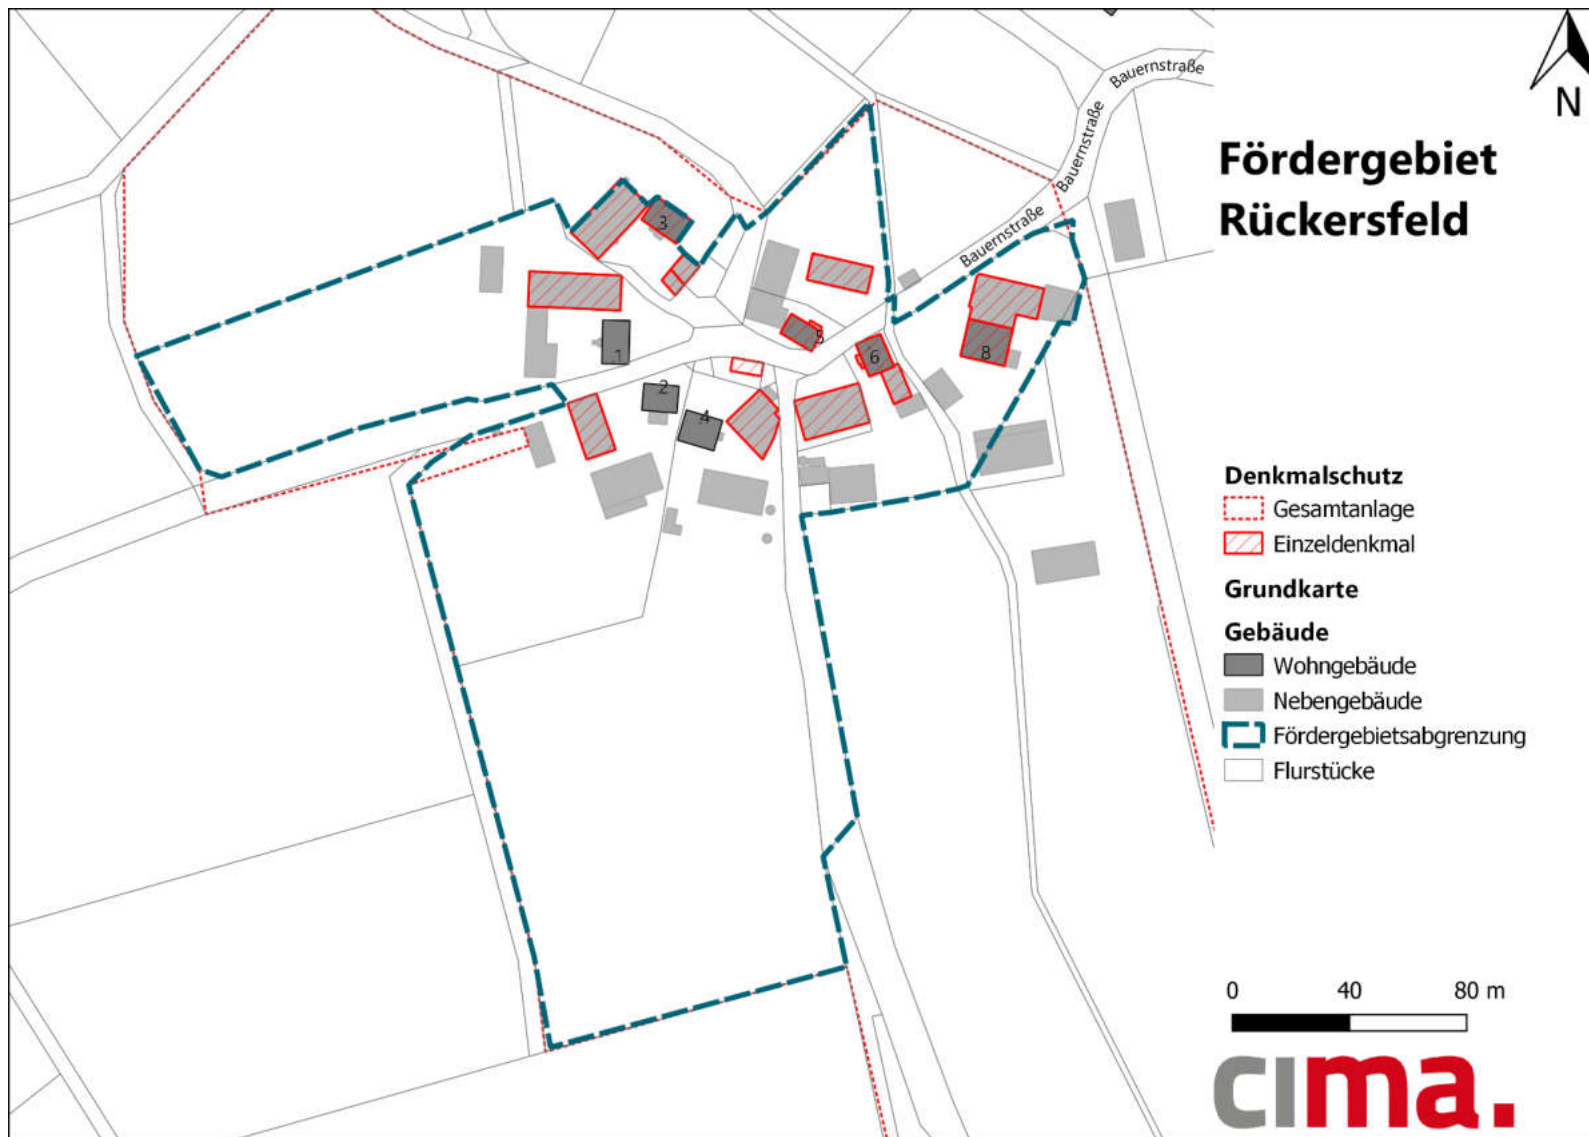 Bauernstraße
Bauernstraße
Bauernstraße
N
Fördergebiet
Rückersfeld
3
1
5
6
8
2
4
Denkmalschutz
Gesamtanlage
Einzeldenkmal
Grundkarte
Gebäude
Wohngebäude
Nebengebäude
Fördergebietsabgrenzung
Flurstücke
0 40 80 m
cima.